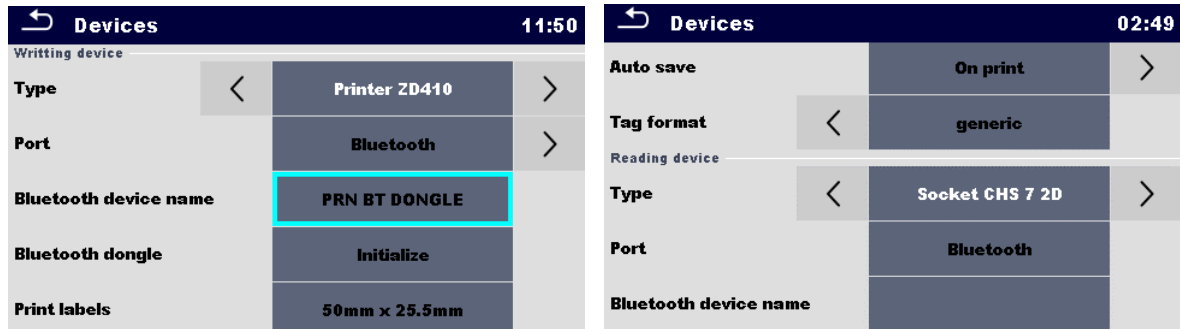 Devices 11:50
Writting device
Type Printer ZD410
Port Bluetooth
Bluetooth device name PRN BT DONGLE
Bluetooth dongle Initialize
Print labels 50mm x 25.5mm
Devices 02:49
Auto save On print
Tag format generic
Reading device
Type Socket CHS 7 2D
Port Bluetooth
Bluetooth device name